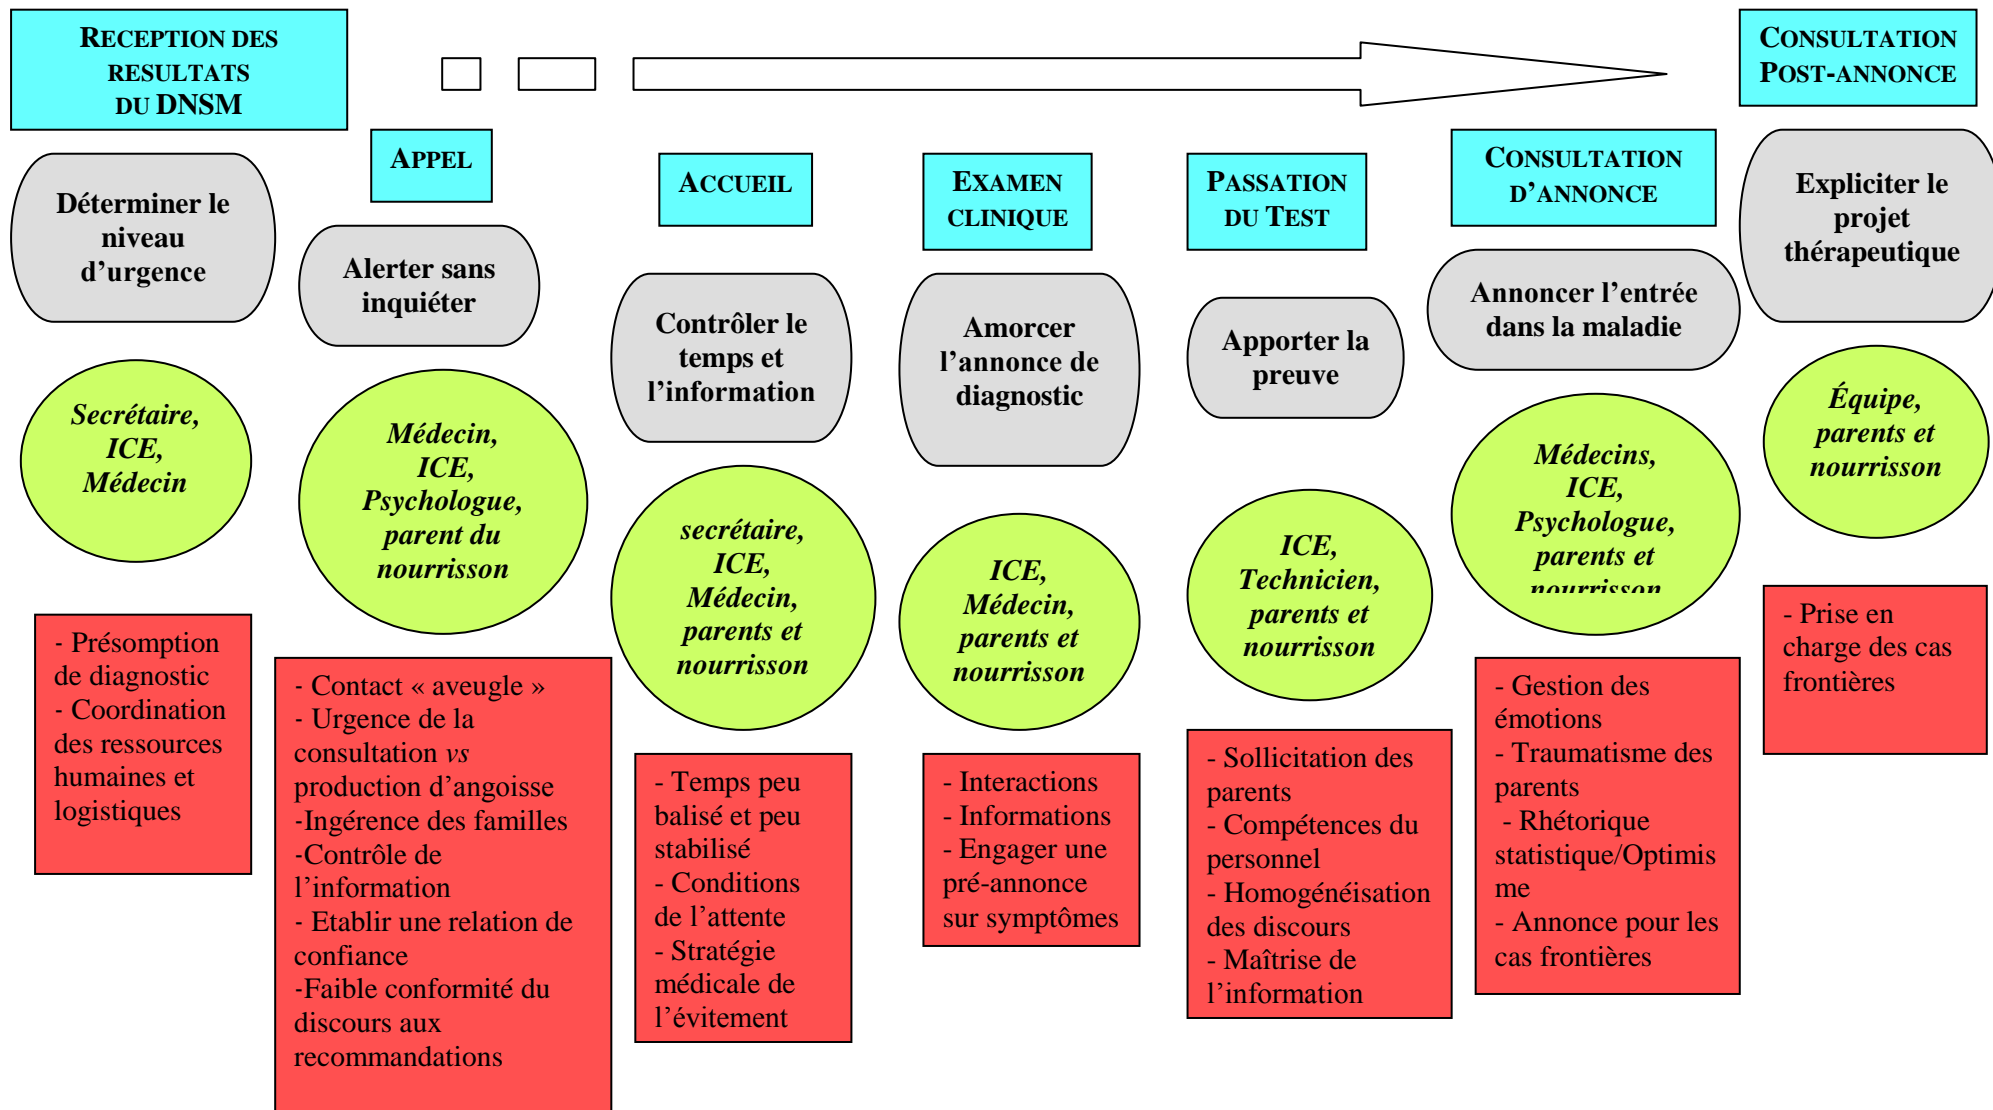 RECEPTION DES
RESULTATS
DU DNSM
Déterminer le
niveau
d’urgence
Secrétaire,
ICE,
Médecin
- Présomption
de diagnostic
- Coordination
des ressources
humaines et
logistiques
APPEL
Alerter sans
inquiéter
Médecin,
ICE,
Psychologue,
parent du
nourrisson
- Contact « aveugle »
- Urgence de la
consultation vs
production d’angoisse
-Ingérence des familles
-Contrôle de
l’information
- Etablir une relation de
confiance
-Faible conformité du
discours aux
recommandations
ACCUEIL
Contrôler le
temps et
l’information
secrétaire,
ICE,
Médecin,
parents et
nourrisson
- Temps peu
balisé et peu
stabilisé
- Conditions
de l’attente
- Stratégie
médicale de
l’évitement
EXAMEN
CLINIQUE
Amorcer
l’annonce de
diagnostic
ICE,
Médecin,
parents et
nourrisson
- Interactions
- Informations
- Engager une
pré-annonce
sur symptômes
PASSATION
DU TEST
Apporter la
preuve
ICE,
Technicien,
parents et
nourrisson
- Sollicitation des
parents
- Compétences du
personnel
- Homogénéisation
des discours
- Maîtrise de
l’information
CONSULTATION
D’ANNONCE
Annoncer l’entrée
dans la maladie
Médecins,
ICE,
Psychologue,
parents et
nourrisson
- Gestion des
émotions
- Traumatisme des
parents
- Rhétorique
statistique/Optimis
me
- Annonce pour les
cas frontières
CONSULTATION
POST-ANNONCE
Expliciter le
projet
thérapeutique
Équipe,
parents et
nourrisson
- Prise en
charge des cas
frontières